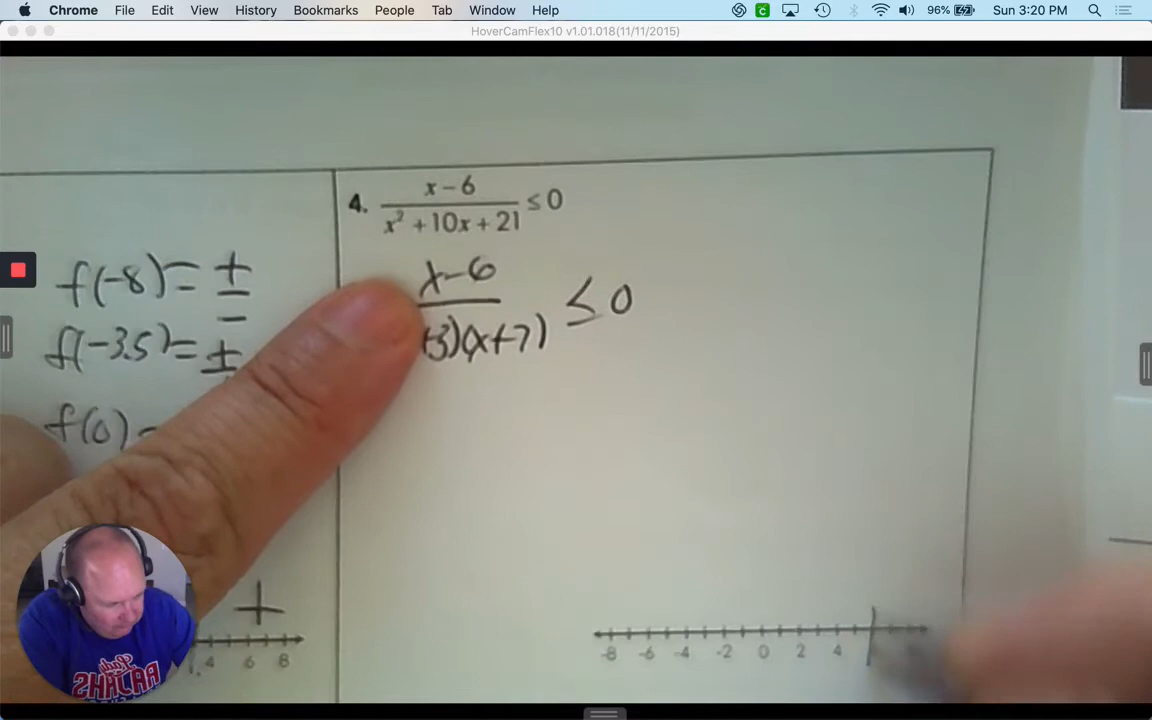 Chrome File Edit View History Bookmarks People Tab Window Help 96% Sun 3:20 PM
HoverCamFlex10 v1.01.018(11/11/2015)
4. x - 6 / x² + 10x + 21 ≤ 0
x - 6 / 3)(x+7) ≤ 0
f(-8) = + / -
f(-3.5) = - / +
f(0) -
+
4 6 8
-8 -6 -4 -2 0 2 4